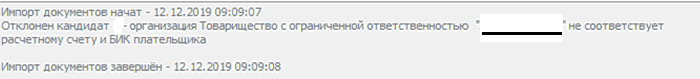 Импорт документов начат - 12.12.2019 09:09:07
Отклонен кандидат - организация Товарищество с ограниченной ответственностью " " не соответствует
расчетному счету и БИК плательщика
Импорт документов завершён - 12.12.2019 09:09:08